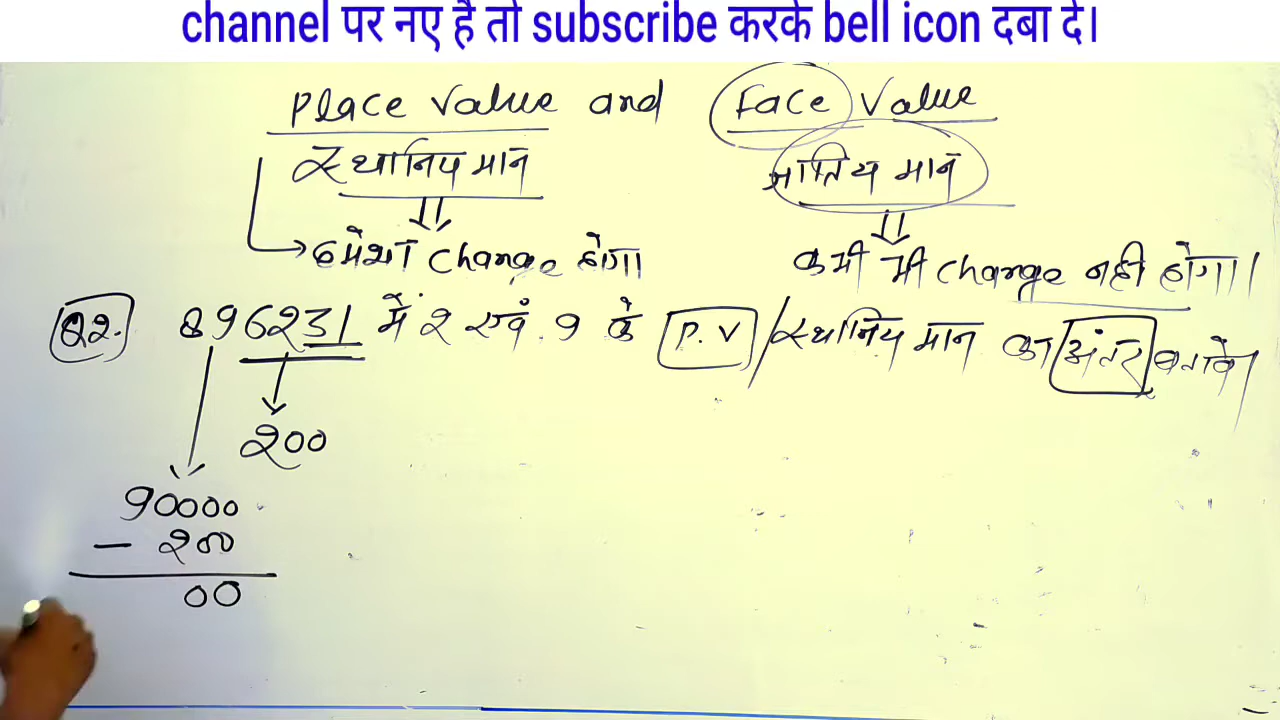 channel पर नए है तो subscribe करके bell icon दबा दे।
Place Value and Face Value
स्थानिय मान जातिय मान
हमेशा change होगा कभी भी change नही होगा।
Q2. 896231 में 2 एवं 9 के P.V/स्थानिय मान का अंतर बतावे।
200
90000
- 200
00